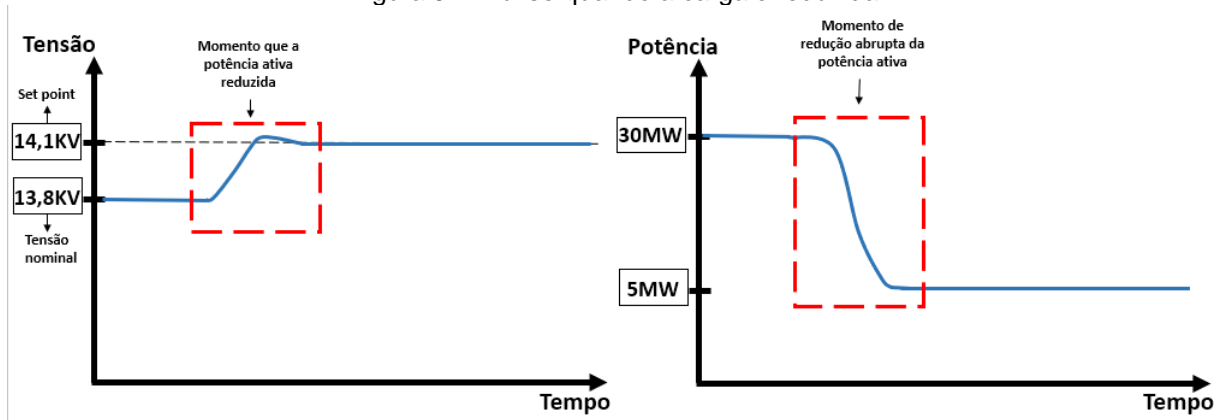 Tensão
Momento que a
potência ativa
reduzida
Set point
14,1KV
13,8KV
Tensão
nominal
Tempo
Potência
Momento de
redução abrupta da
potência ativa
30MW
5MW
Tempo